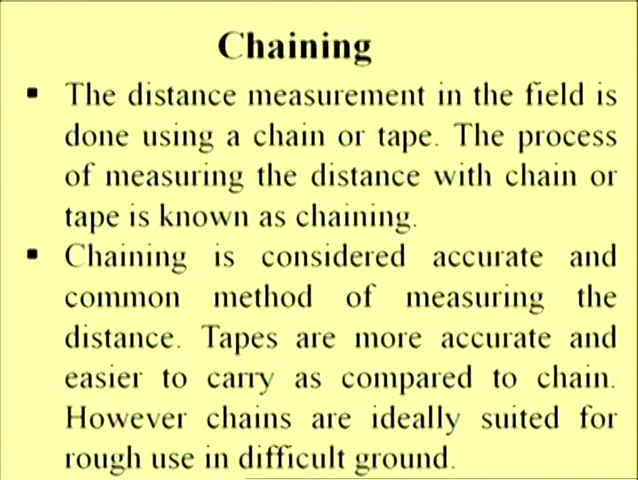 Chaining
▪ The distance measurement in the field is
done using a chain or tape. The process
of measuring the distance with chain or
tape is known as chaining.
▪ Chaining is considered accurate and
common method of measuring the
distance. Tapes are more accurate and
easier to carry as compared to chain.
However chains are ideally suited for
rough use in difficult ground.